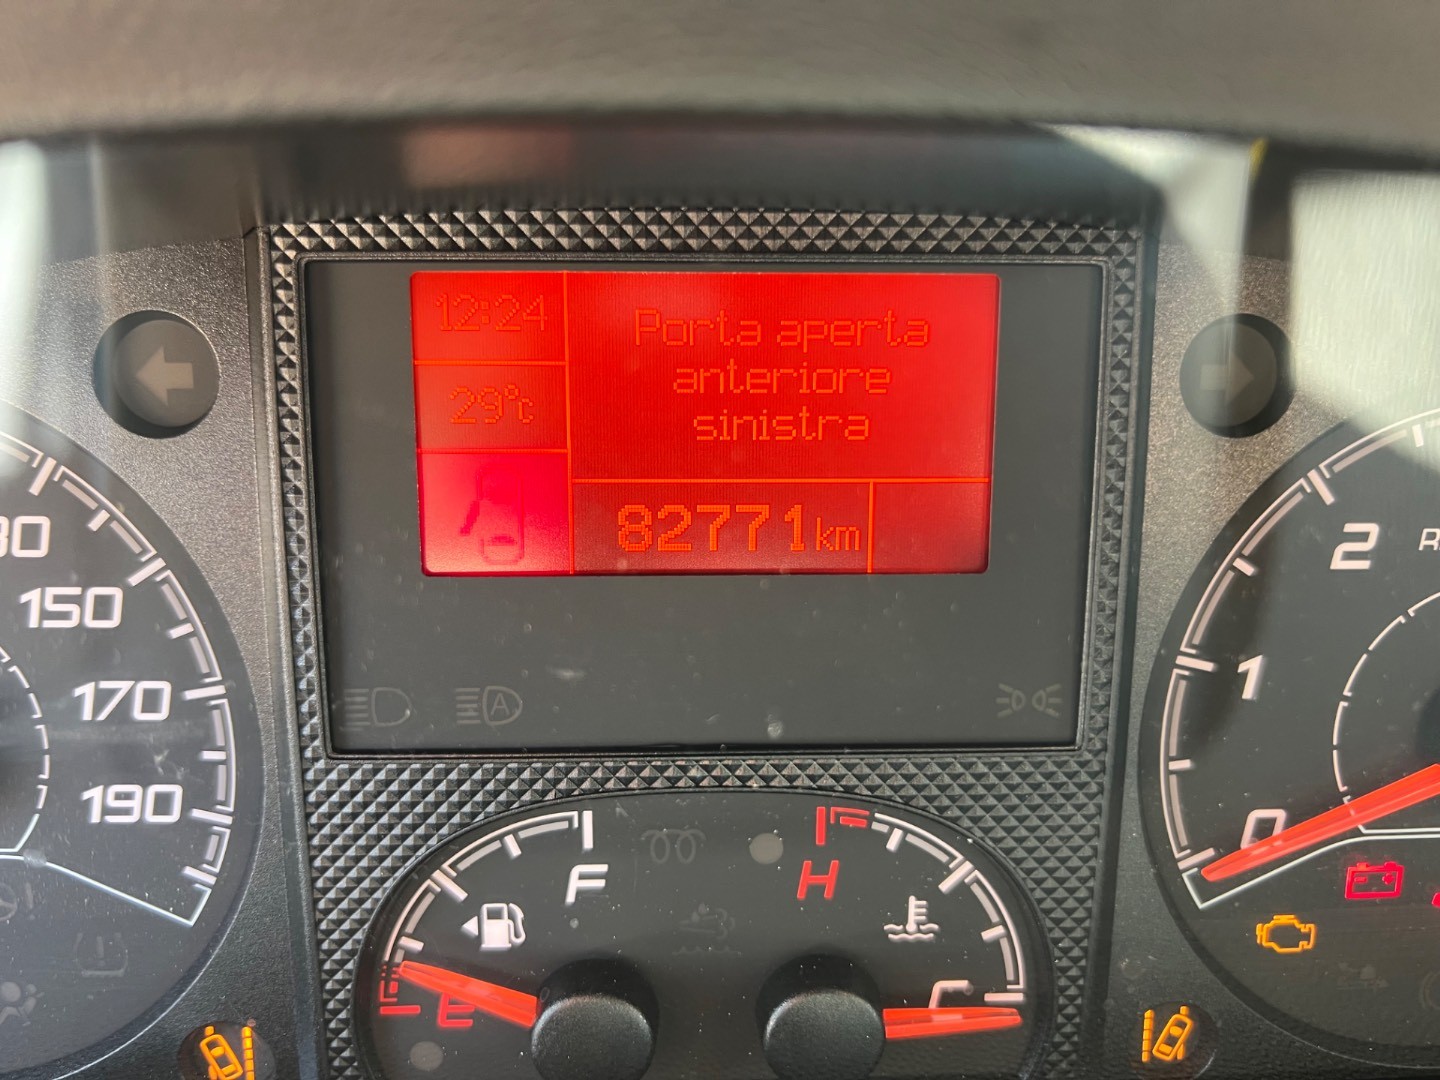 12:24
Porta aperta
anteriore
sinistra
29°c
82771km
150
170
190
2
1
0
F
H
E
C
A